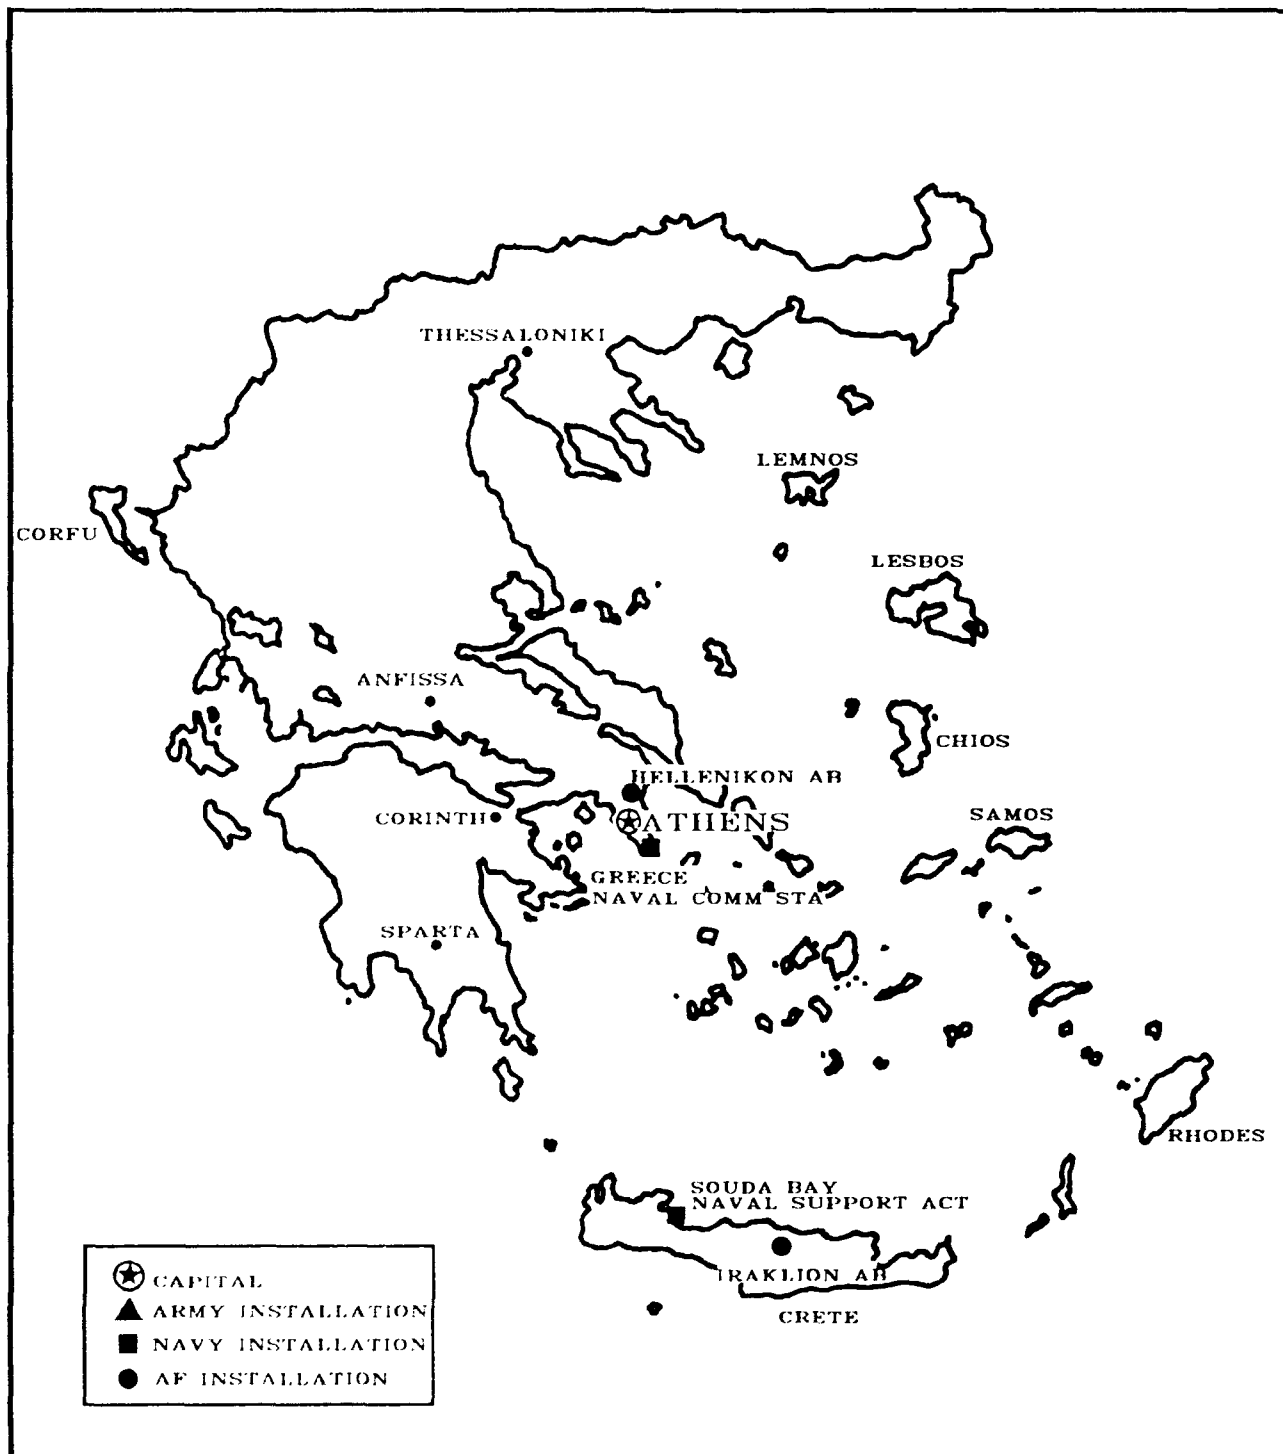 THESSALONIKI
LEMNOS
CORFU
LESBOS
ANFISSA
CHIOS
HELLENIKON AB
CORINTH
ATHENS
SAMOS
GREECE
NAVAL COMM STA
SPARTA
RHODES
SOUDA BAY
NAVAL SUPPORT ACT
IRAKLION AB
CRETE
CAPITAL
ARMY INSTALLATION
NAVY INSTALLATION
AF INSTALLATION